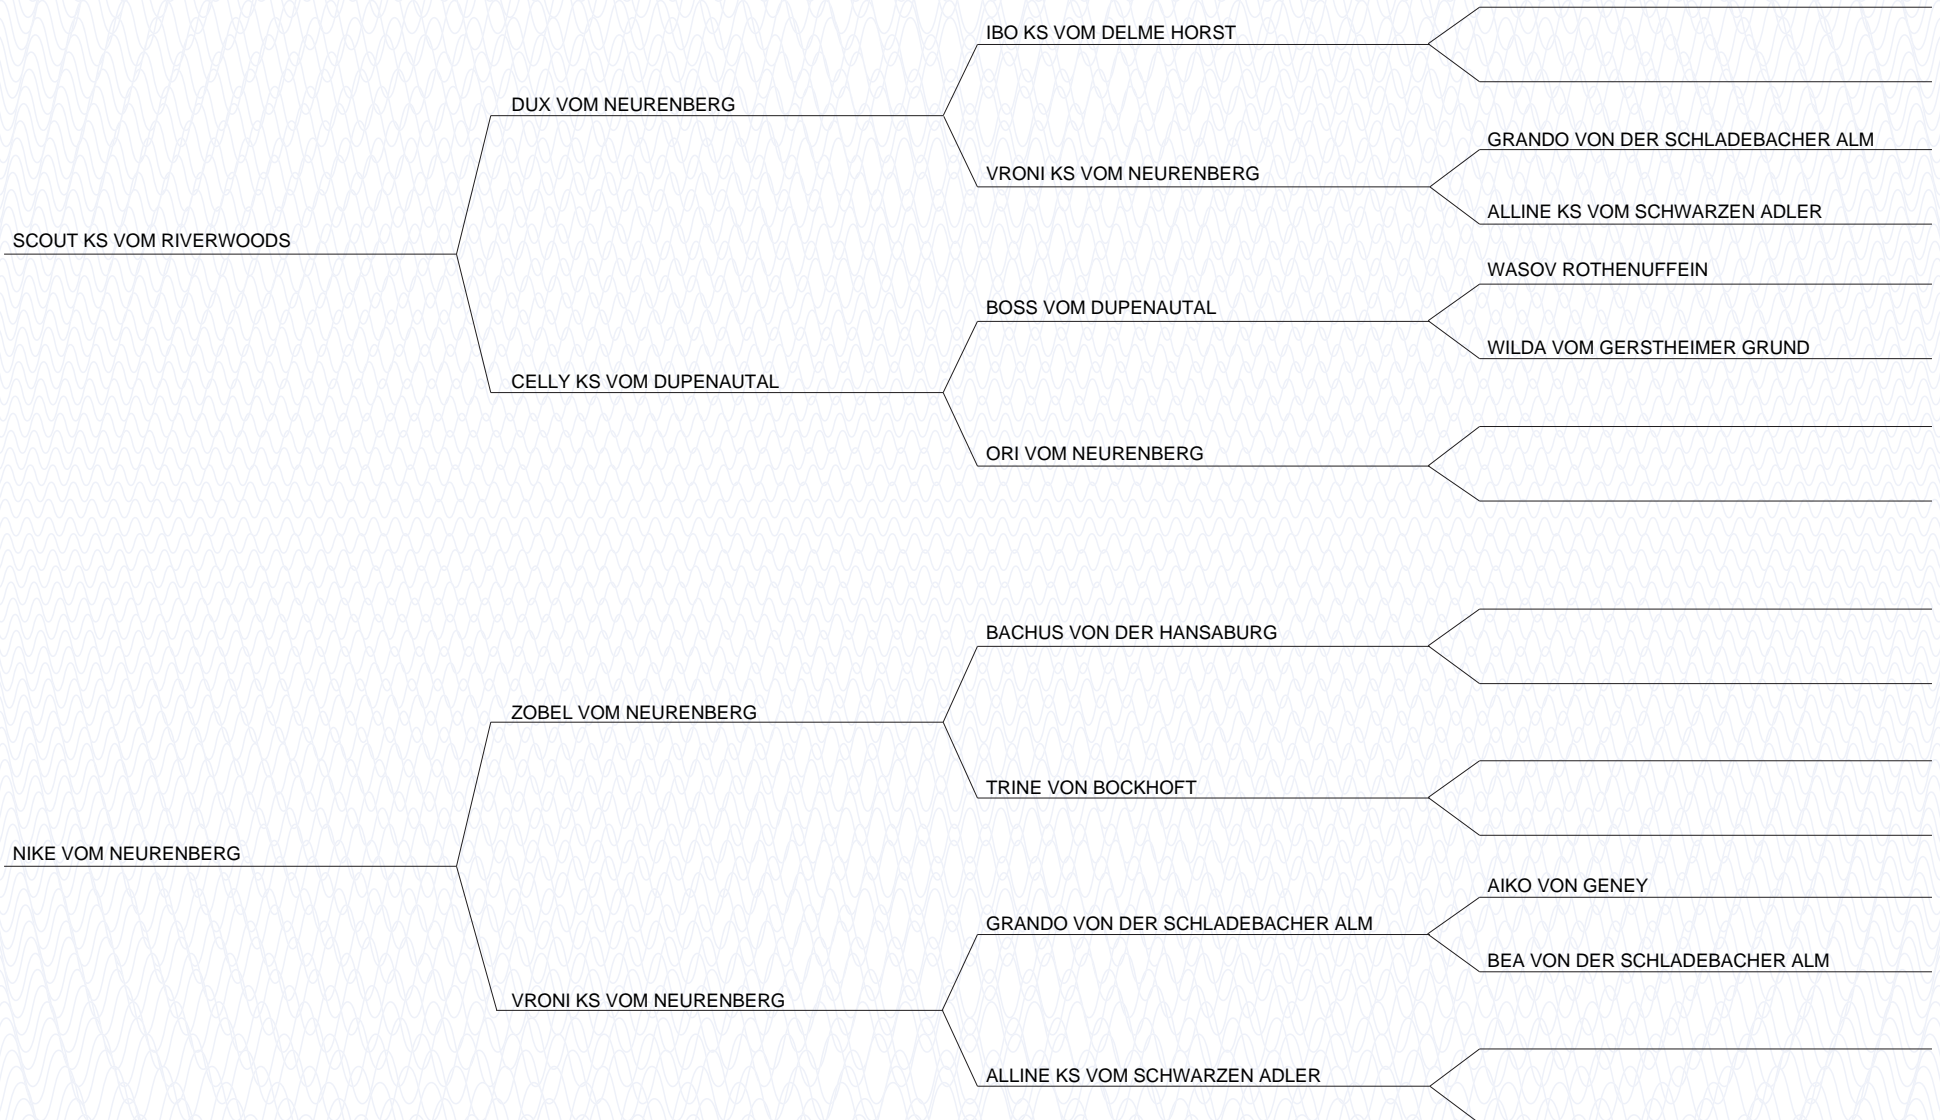 IBO KS VOM DELME HORST
DUX VOM NEURENBERG
GRANDO VON DER SCHLADEBACHER ALM
VRONI KS VOM NEURENBERG
ALLINE KS VOM SCHWARZEN ADLER
SCOUT KS VOM RIVERWOODS
WASOV ROTHENUFFEIN
BOSS VOM DUPENAUTAL
WILDA VOM GERSTHEIMER GRUND
CELLY KS VOM DUPENAUTAL
ORI VOM NEURENBERG
BACHUS VON DER HANSABURG
ZOBEL VOM NEURENBERG
TRINE VON BOCKHOFT
NIKE VOM NEURENBERG
AIKO VON GENEY
GRANDO VON DER SCHLADEBACHER ALM
BEA VON DER SCHLADEBACHER ALM
VRONI KS VOM NEURENBERG
ALLINE KS VOM SCHWARZEN ADLER